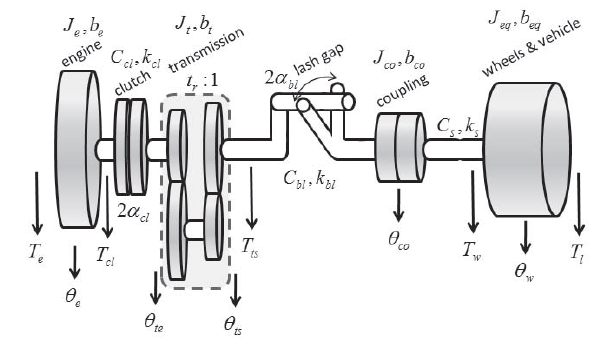 J_e, b_e
engine
C_cl, k_cl
clutch
J_t, b_t
transmission
t_r : 1
2α_bl
lash gap
J_co, b_co
coupling
J_eq, b_eq
wheels & vehicle
C_s, k_s
C_bl, k_bl
2α_cl
T_e
T_cl
T_ts
θ_co
T_w
T_l
θ_e
θ_te
θ_ts
θ_w